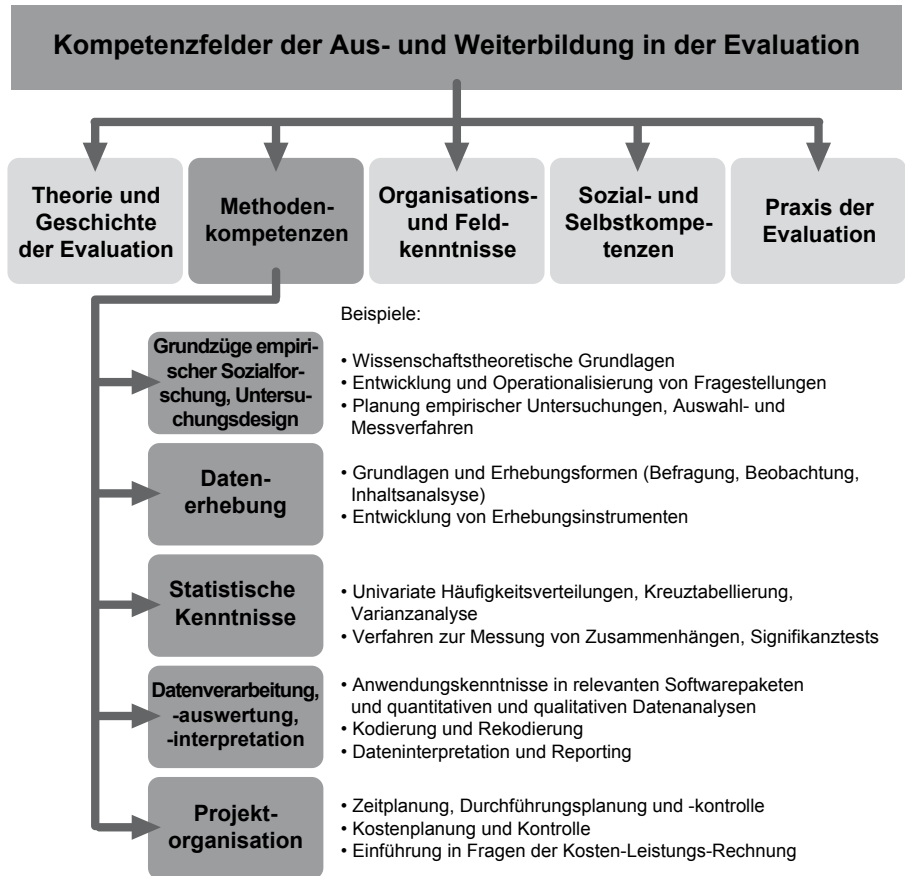 Kompetenzfelder der Aus- und Weiterbildung in der Evaluation
Theorie und
Geschichte
der Evaluation
Methoden-
kompetenzen
Organisations-
und Feld-
kenntnisse
Sozial- und
Selbstkompe-
tenzen
Praxis der
Evaluation
Beispiele:
Grundzüge empiri-
scher Sozialfor-
schung, Untersu-
chungsdesign
• Wissenschaftstheoretische Grundlagen
• Entwicklung und Operationalisierung von Fragestellungen
• Planung empirischer Untersuchungen, Auswahl- und
Messverfahren
Daten-
erhebung
• Grundlagen und Erhebungsformen (Befragung, Beobachtung,
Inhaltsanalsyse)
• Entwicklung von Erhebungsinstrumenten
Statistische
Kenntnisse
• Univariate Häufigkeitsverteilungen, Kreuztabellierung,
Varianzanalyse
• Verfahren zur Messung von Zusammenhängen, Signifikanztests
Datenverarbeitung,
-auswertung,
-interpretation
• Anwendungskenntnisse in relevanten Softwarepaketen
und quantitativen und qualitativen Datenanalysen
• Kodierung und Rekodierung
• Dateninterpretation und Reporting
Projekt-
organisation
• Zeitplanung, Durchführungsplanung und -kontrolle
• Kostenplanung und Kontrolle
• Einführung in Fragen der Kosten-Leistungs-Rechnung